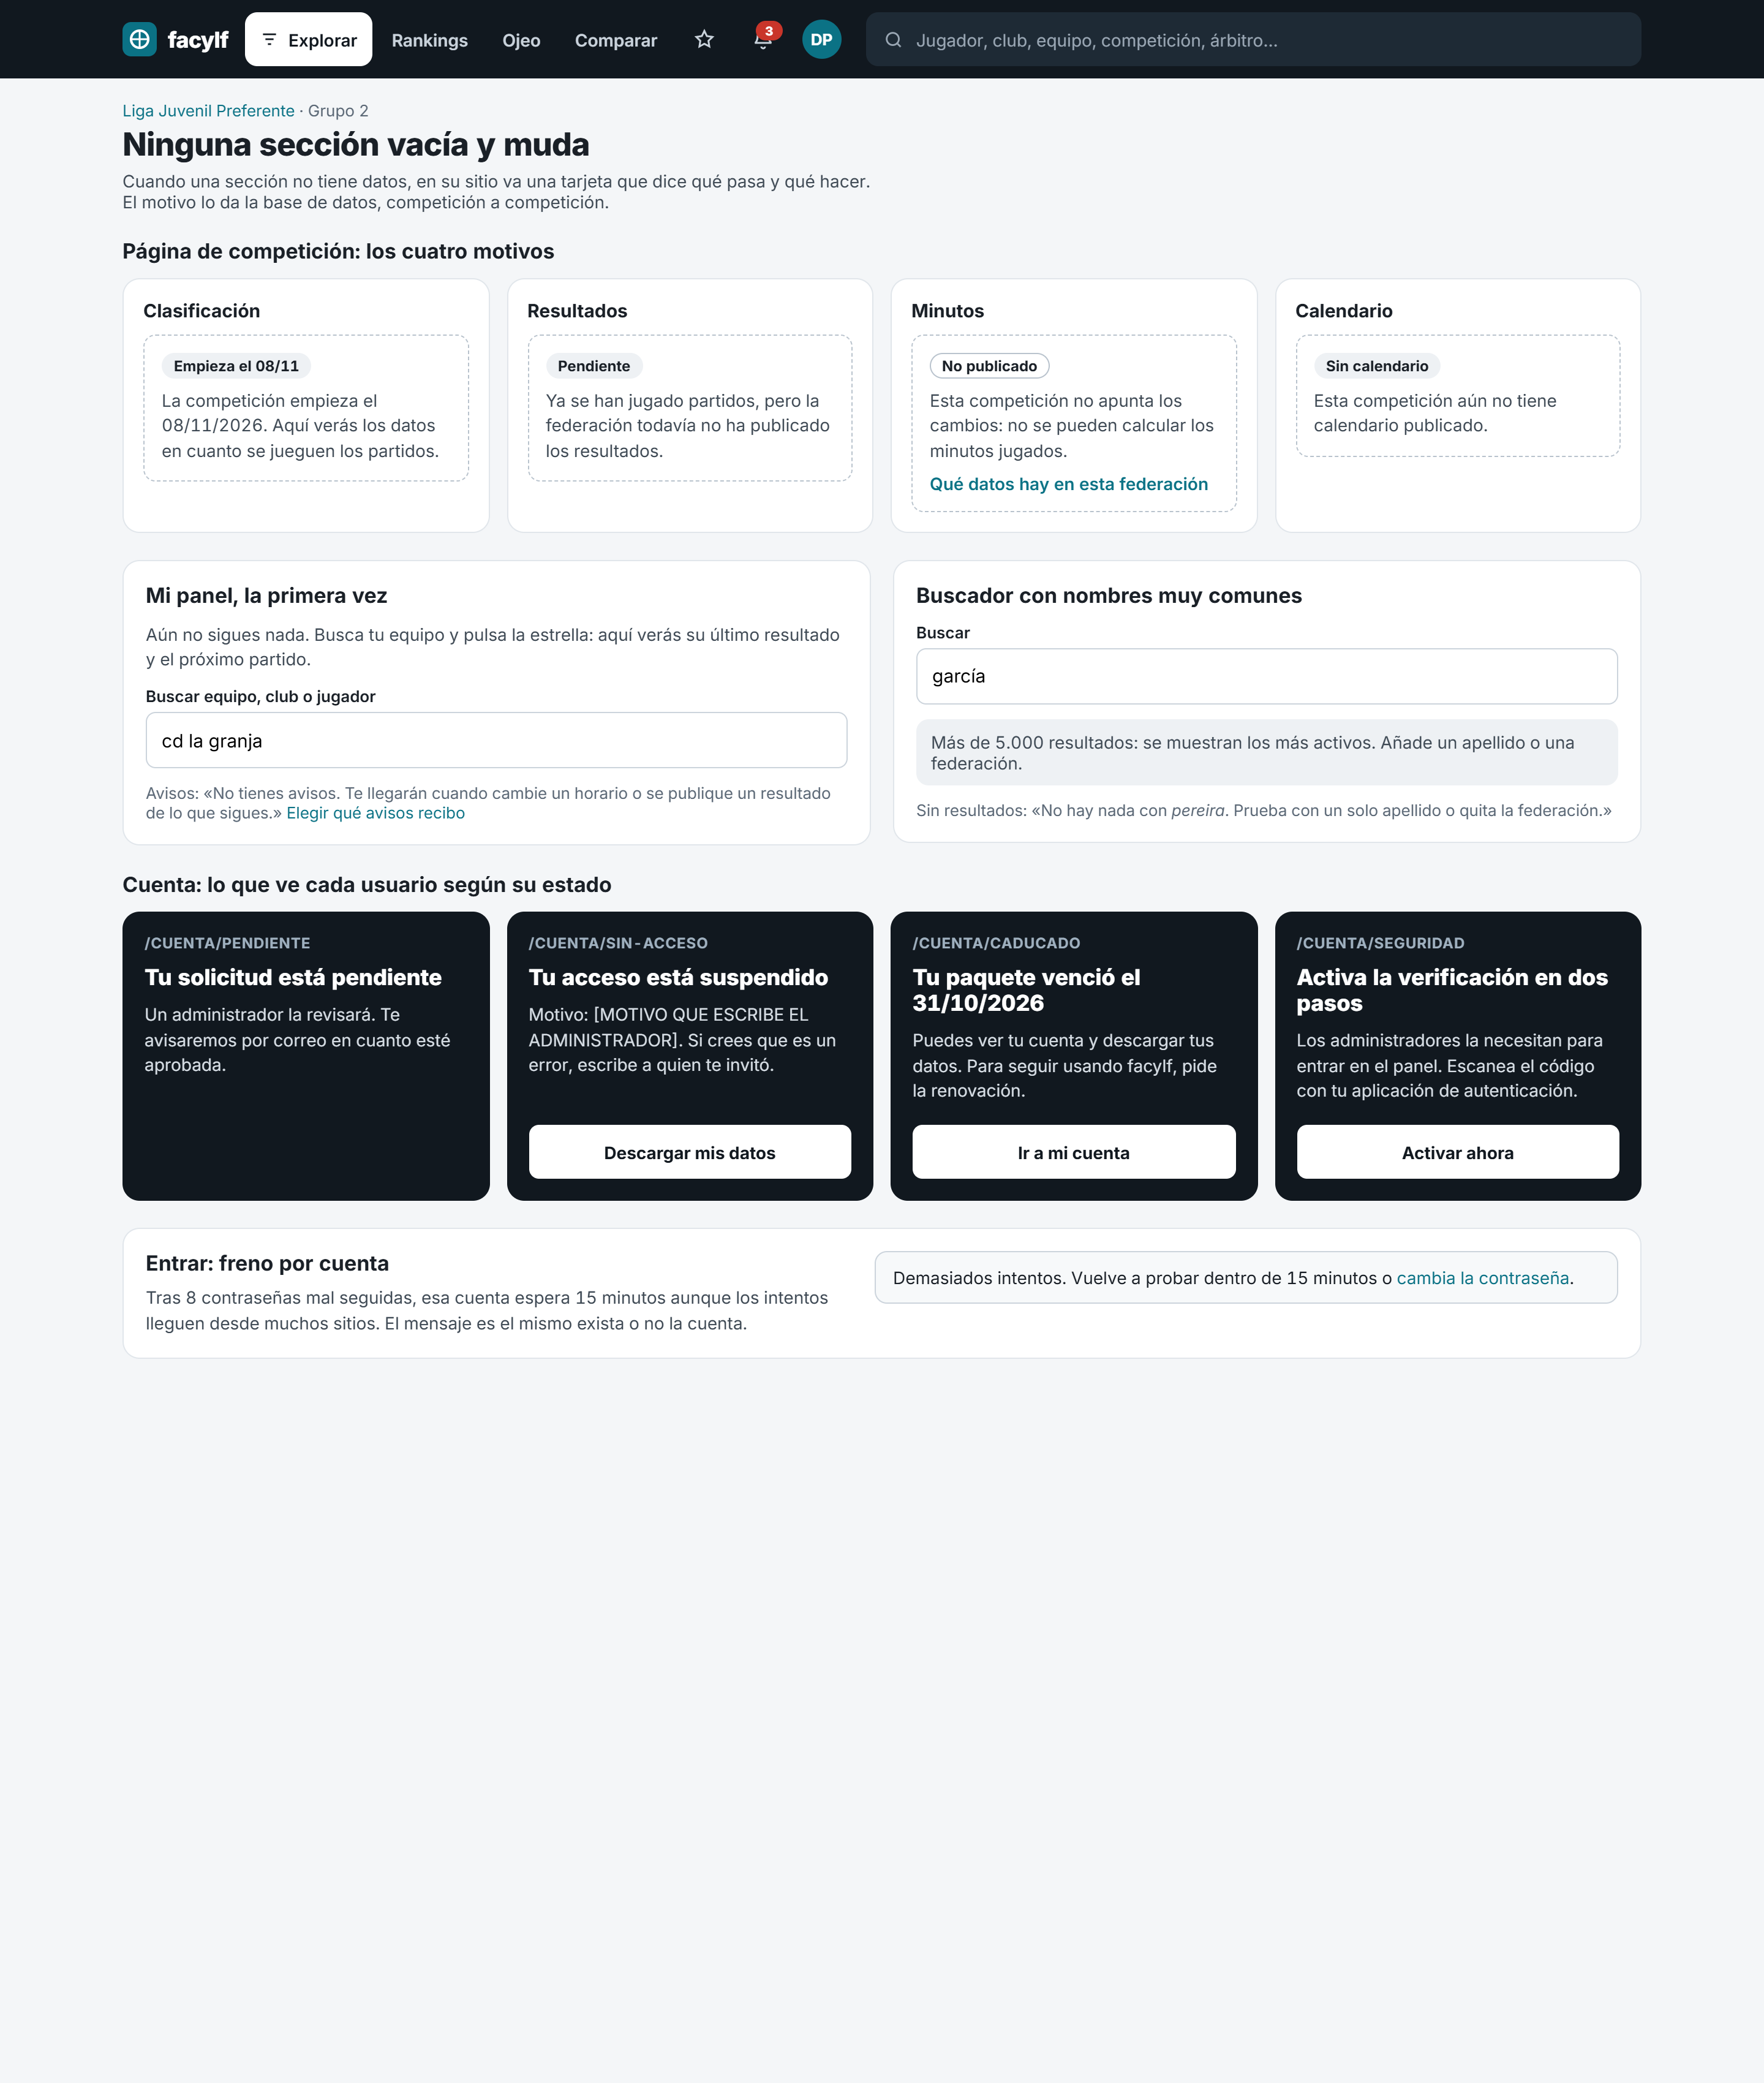 facylf
Explorar
Rankings
Ojeo
Comparar
3
DP
Jugador, club, equipo, competición, árbitro...
Liga Juvenil Preferente · Grupo 2
Ninguna sección vacía y muda
Cuando una sección no tiene datos, en su sitio va una tarjeta que dice qué pasa y qué hacer.
El motivo lo da la base de datos, competición a competición.
Página de competición: los cuatro motivos
Clasificación
Empieza el 08/11
La competición empieza el
08/11/2026. Aquí verás los datos
en cuanto se jueguen los partidos.
Resultados
Pendiente
Ya se han jugado partidos, pero la
federación todavía no ha publicado
los resultados.
Minutos
No publicado
Esta competición no apunta los
cambios: no se pueden calcular los
minutos jugados.
Qué datos hay en esta federación
Calendario
Sin calendario
Esta competición aún no tiene
calendario publicado.
Mi panel, la primera vez
Aún no sigues nada. Busca tu equipo y pulsa la estrella: aquí verás su último resultado
y el próximo partido.
Buscar equipo, club o jugador
cd la granja
Avisos: «No tienes avisos. Te llegarán cuando cambie un horario o se publique un resultado
de lo que sigues.» Elegir qué avisos recibo
Buscador con nombres muy comunes
Buscar
garcía
Más de 5.000 resultados: se muestran los más activos. Añade un apellido o una
federación.
Sin resultados: «No hay nada con pereira. Prueba con un solo apellido o quita la federación.»
Cuenta: lo que ve cada usuario según su estado
/CUENTA/PENDIENTE
Tu solicitud está pendiente
Un administrador la revisará. Te
avisaremos por correo en cuanto esté
aprobada.
/CUENTA/SIN-ACCESO
Tu acceso está suspendido
Motivo: [MOTIVO QUE ESCRIBE EL
ADMINISTRADOR]. Si crees que es un
error, escribe a quien te invitó.
Descargar mis datos
/CUENTA/CADUCADO
Tu paquete venció el
31/10/2026
Puedes ver tu cuenta y descargar tus
datos. Para seguir usando facylf, pide
la renovación.
Ir a mi cuenta
/CUENTA/SEGURIDAD
Activa la verificación en dos
pasos
Los administradores la necesitan para
entrar en el panel. Escanea el código
con tu aplicación de autenticación.
Activar ahora
Entrar: freno por cuenta
Tras 8 contraseñas mal seguidas, esa cuenta espera 15 minutos aunque los intentos
lleguen desde muchos sitios. El mensaje es el mismo exista o no la cuenta.
Demasiados intentos. Vuelve a probar dentro de 15 minutos o cambia la contraseña.